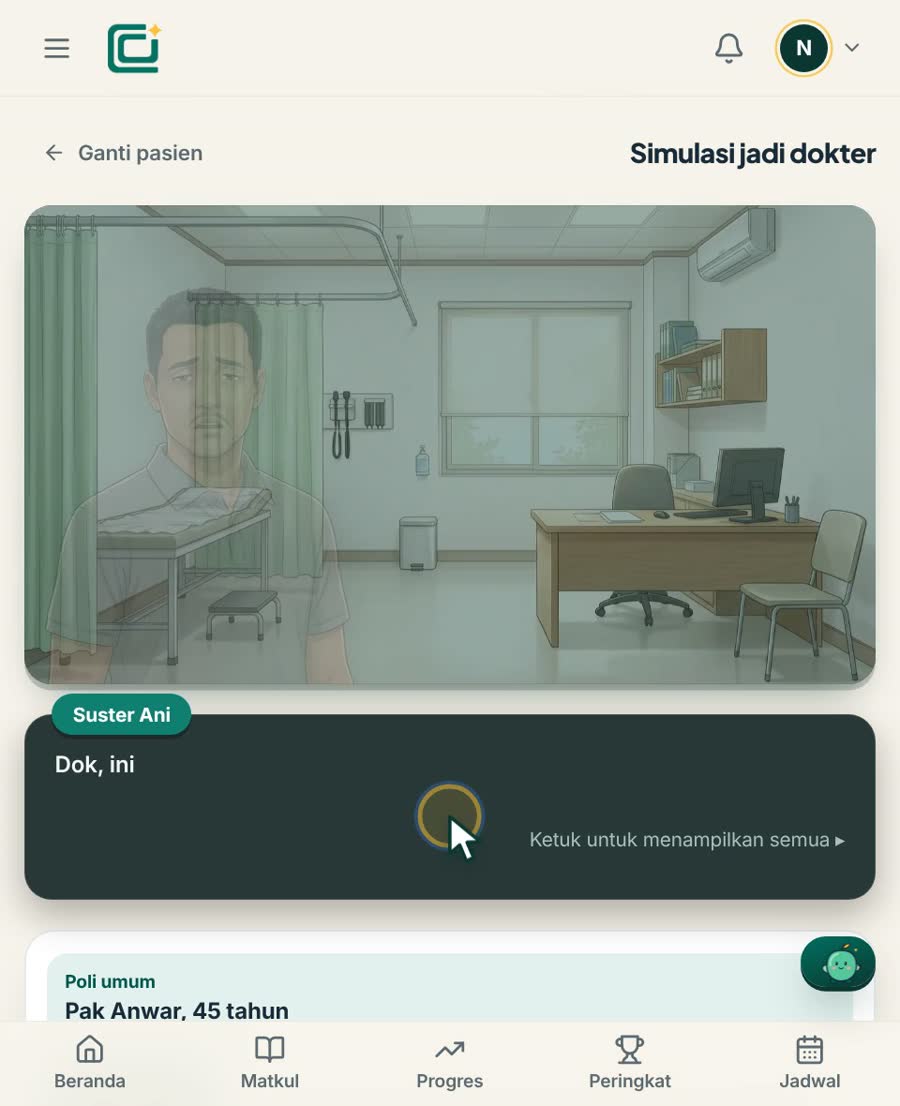 N
Ganti pasien
Simulasi jadi dokter
Suster Ani
Dok, ini
Ketuk untuk menampilkan semua ▸
Poli umum
Pak Anwar, 45 tahun
Beranda
Matkul
Progres
Peringkat
Jadwal